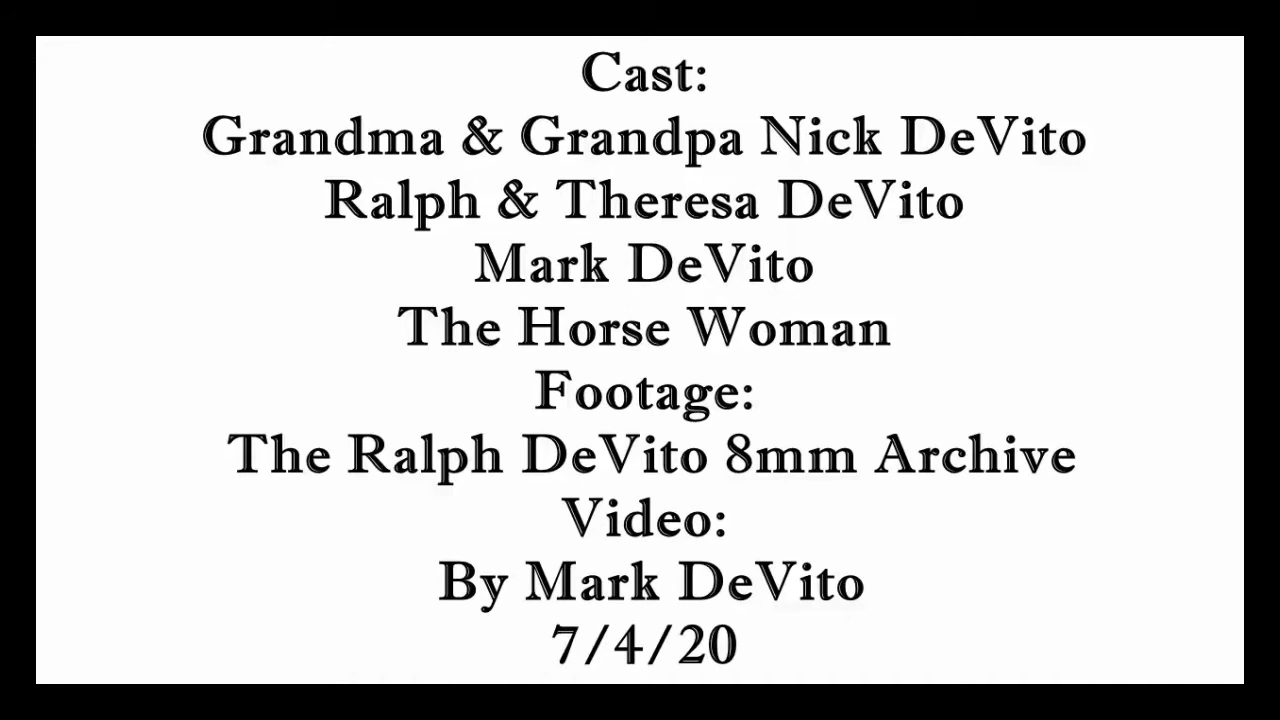 Cast:
Grandma & Grandpa Nick DeVito
Ralph & Theresa DeVito
Mark DeVito
The Horse Woman
Footage:
The Ralph DeVito 8mm Archive
Video:
By Mark DeVito
7/4/20